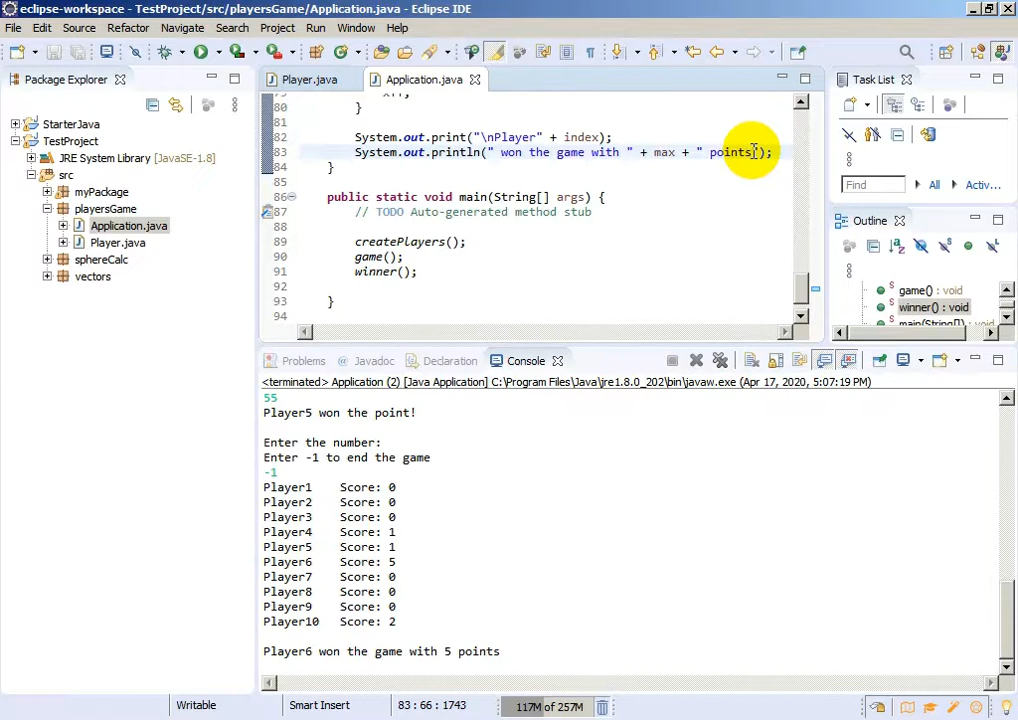 eclipse-workspace - TestProject/src/playersGame/Application.java - Eclipse IDE
File Edit Source Refactor Navigate Search Project Run Window Help
Package Explorer
StarterJava
TestProject
JRE System Library [JavaSE-1.8]
src
myPackage
playersGame
Application.java
Player.java
sphereCalc
vectors
Player.java Application.java
80 }
81
82 System.out.print("\nPlayer" + index);
83 System.out.println(" won the game with " + max + " points");
84 }
85
86 public static void main(String[] args) {
87 // TODO Auto-generated method stub
88
89 createPlayers();
90 game();
91 winner();
92
93 }
94
Task List
Find All Activ...
Outline
game() : void
winner() : void
main(String[]) : void
Problems Javadoc Declaration Console
<terminated> Application (2) [Java Application] C:\Program Files\Java\jre1.8.0_202\bin\javaw.exe (Apr 17, 2020, 5:07:19 PM)
55
Player5 won the point!
Enter the number:
Enter -1 to end the game
-1
Player1 Score: 0
Player2 Score: 0
Player3 Score: 0
Player4 Score: 1
Player5 Score: 1
Player6 Score: 5
Player7 Score: 0
Player8 Score: 0
Player9 Score: 0
Player10 Score: 2
Player6 won the game with 5 points
Writable Smart Insert 83 : 66 : 1743 117M of 257M